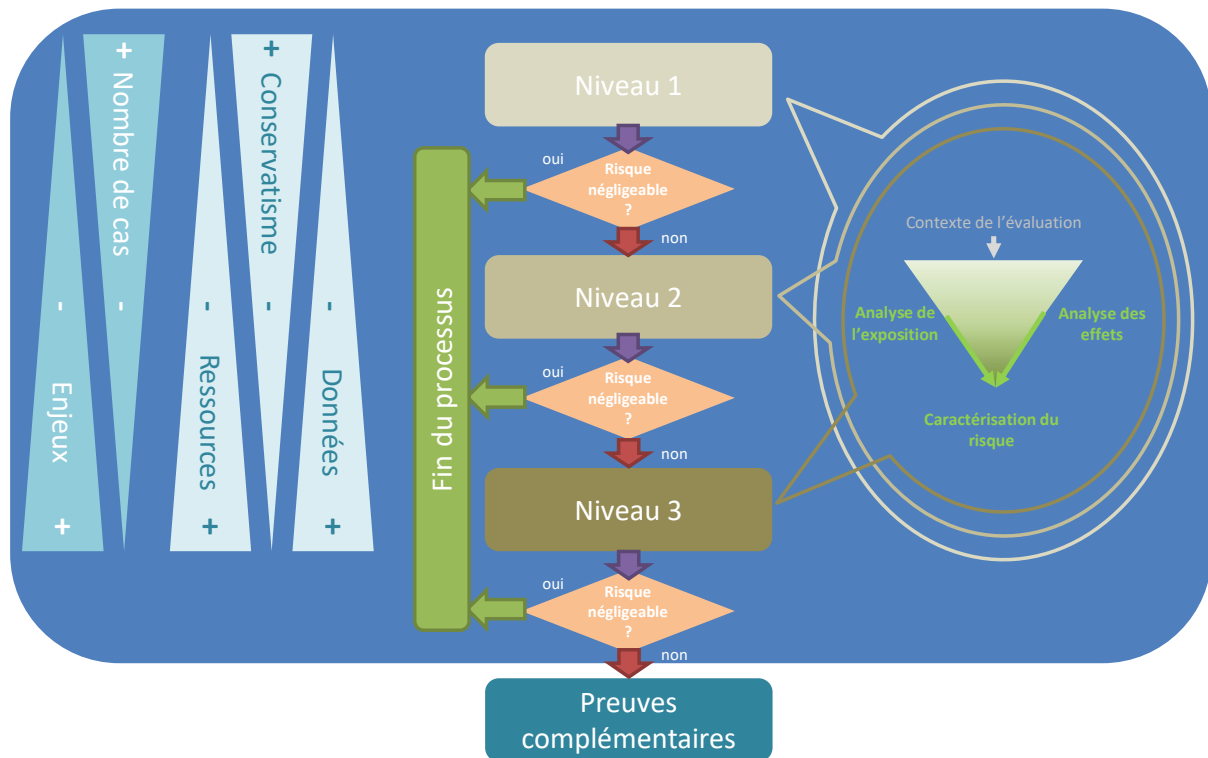 + Nombre de cas -
- Enjeux +
- Ressources +
+ Conservatisme -
- Données +
Fin du processus
Niveau 1
oui
Risque
négligeable
?
non
Niveau 2
oui
Risque
négligeable
?
non
Niveau 3
oui
Risque
négligeable
?
non
Preuves
complémentaires
Contexte de l'évaluation
Analyse de
l'exposition
Analyse des
effets
Caractérisation du
risque